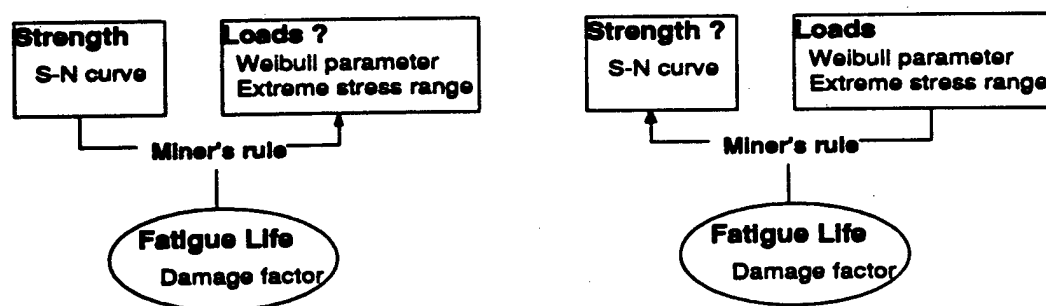 Strength
S-N curve
Loads ?
Weibull parameter
Extreme stress range
Miner's rule
Fatigue Life
Damage factor
Strength ?
S-N curve
Loads
Weibull parameter
Extreme stress range
Miner's rule
Fatigue Life
Damage factor